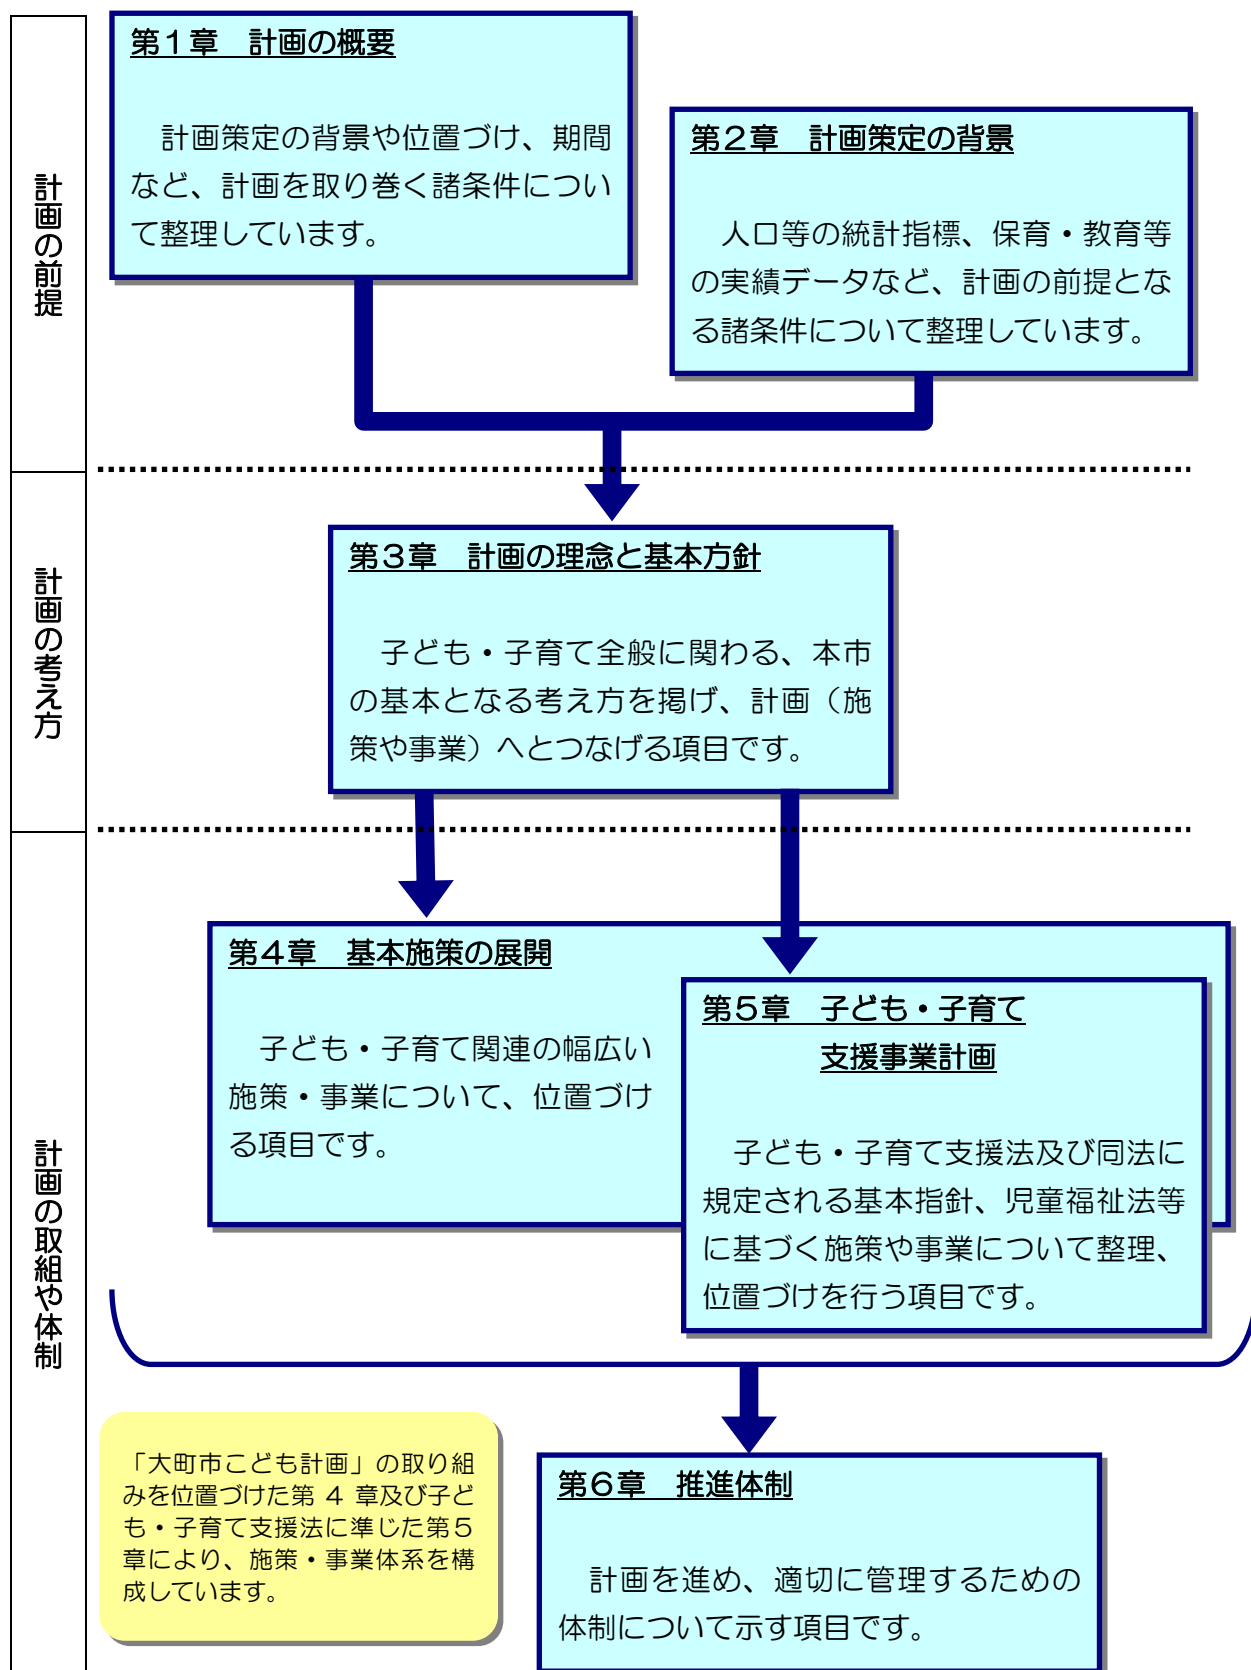 計画の前提
第1章　計画の概要
計画策定の背景や位置づけ、期間
など、計画を取り巻く諸条件につい
て整理しています。
第2章　計画策定の背景
人口等の統計指標、保育・教育等
の実績データなど、計画の前提とな
る諸条件について整理しています。
計画の考え方
第3章　計画の理念と基本方針
子ども・子育て全般に関わる、本市
の基本となる考え方を掲げ、計画（施
策や事業）へとつなげる項目です。
計画の取組や体制
第4章　基本施策の展開
子ども・子育て関連の幅広い
施策・事業について、位置づけ
る項目です。
第5章　子ども・子育て
支援事業計画
子ども・子育て支援法及び同法に
規定される基本指針、児童福祉法等
に基づく施策や事業について整理、
位置づけを行う項目です。
「大町市こども計画」の取り組
みを位置づけた第 4 章及び子ど
も・子育て支援法に準じた第5
章により、施策・事業体系を構
成しています。
第6章　推進体制
計画を進め、適切に管理するための
体制について示す項目です。